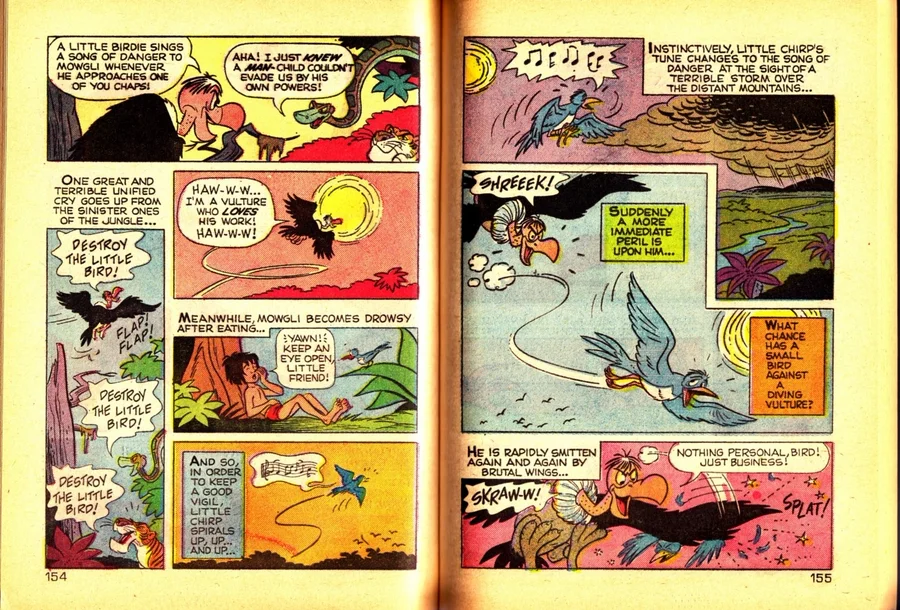 A LITTLE BIRDIE SINGS
A SONG OF DANGER TO
MOWGLI WHENEVER
HE APPROACHES ONE
OF YOU CHAPS!
AHA! I JUST KNEW
A MAN-CHILD COULDN'T
EVADE US BY HIS
OWN POWERS!
ONE GREAT AND
TERRIBLE UNIFIED
CRY GOES UP FROM
THE SINISTER ONES
OF THE JUNGLE...
DESTROY
THE LITTLE
BIRD!
FLAP!
FLAP!
DESTROY
THE LITTLE
BIRD!
DESTROY
THE LITTLE
BIRD!
HAW-W-W...
I'M A VULTURE
WHO LOVES
HIS WORK!
HAW-W-W!
MEANWHILE, MOWGLI BECOMES DROWSY
AFTER EATING...
:YAWN!:
KEEP AN
EYE OPEN,
LITTLE
FRIEND!
AND SO,
IN ORDER
TO KEEP
A GOOD
VIGIL,
LITTLE
CHIRP
SPIRALS
UP, UP...
AND UP...
154
INSTINCTIVELY, LITTLE CHIRP'S
TUNE CHANGES TO THE SONG OF
DANGER AT THE SIGHT OF A
TERRIBLE STORM OVER
THE DISTANT MOUNTAINS...
SHREEEK!
SUDDENLY
A MORE
IMMEDIATE
PERIL IS
UPON HIM...
WHAT
CHANCE
HAS A
SMALL
BIRD
AGAINST
A
DIVING
VULTURE?
HE IS RAPIDLY SMITTEN
AGAIN AND AGAIN BY
BRUTAL WINGS...
NOTHING PERSONAL, BIRD!
JUST BUSINESS!
SKRAW-W!
SPLAT!
155